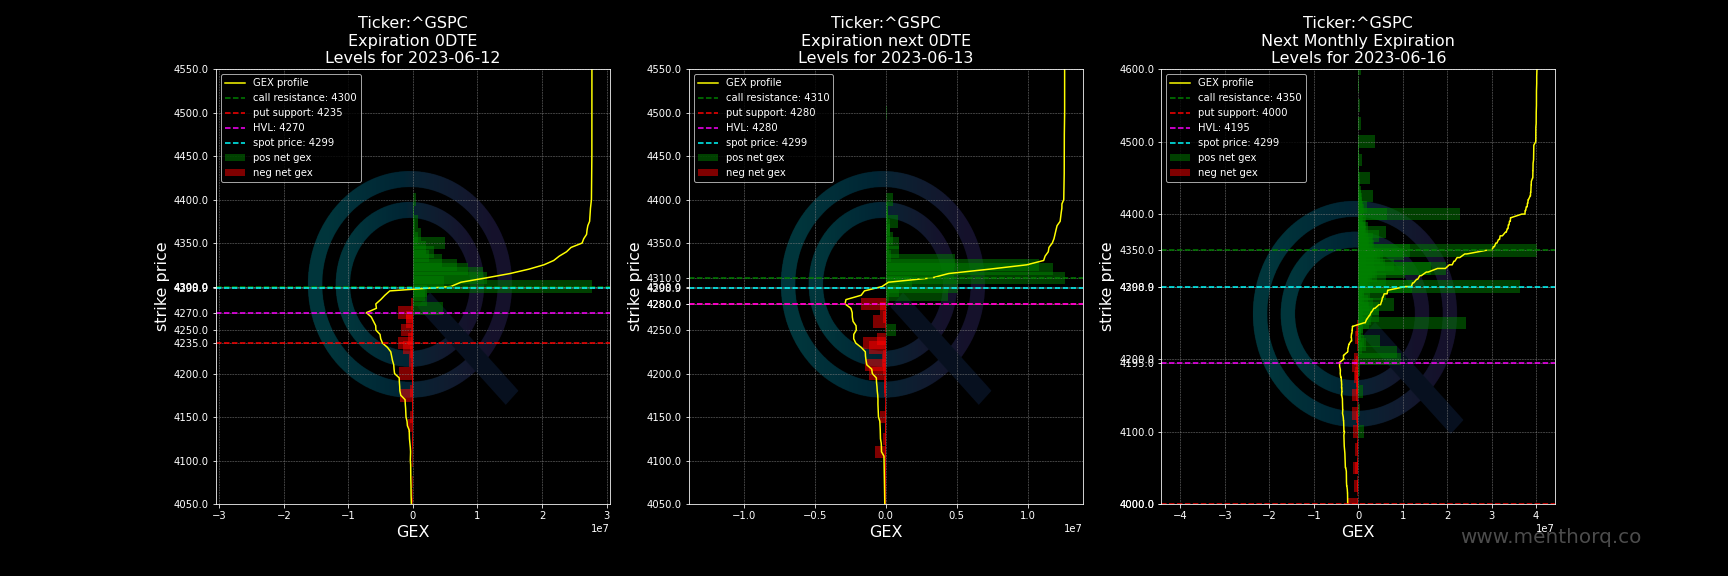 Ticker:^GSPC
Expiration 0DTE
Levels for 2023-06-12
4550.0
4500.0
4450.0
4400.0
4350.0
4300.0
4270.0
4250.0
4235.0
4200.0
4150.0
4100.0
4050.0
strike price
GEX profile
call resistance: 4300
put support: 4235
HVL: 4270
spot price: 4299
pos net gex
neg net gex
−3
−2
−1
0
1
2
3
1e7
GEX
Ticker:^GSPC
Expiration next 0DTE
Levels for 2023-06-13
4550.0
4500.0
4450.0
4400.0
4350.0
4310.0
4280.0
4250.0
4200.0
4150.0
4100.0
4050.0
strike price
GEX profile
call resistance: 4310
put support: 4280
HVL: 4280
spot price: 4299
pos net gex
neg net gex
−1.0
−0.5
0.0
0.5
1.0
1e7
GEX
Ticker:^GSPC
Next Monthly Expiration
Levels for 2023-06-16
4600.0
4500.0
4400.0
4350.0
4200.0
4195.0
4100.0
4000.0
strike price
GEX profile
call resistance: 4350
put support: 4000
HVL: 4195
spot price: 4299
pos net gex
neg net gex
−4
−3
−2
−1
0
1
2
3
4
1e7
GEX
www.menthorq.co